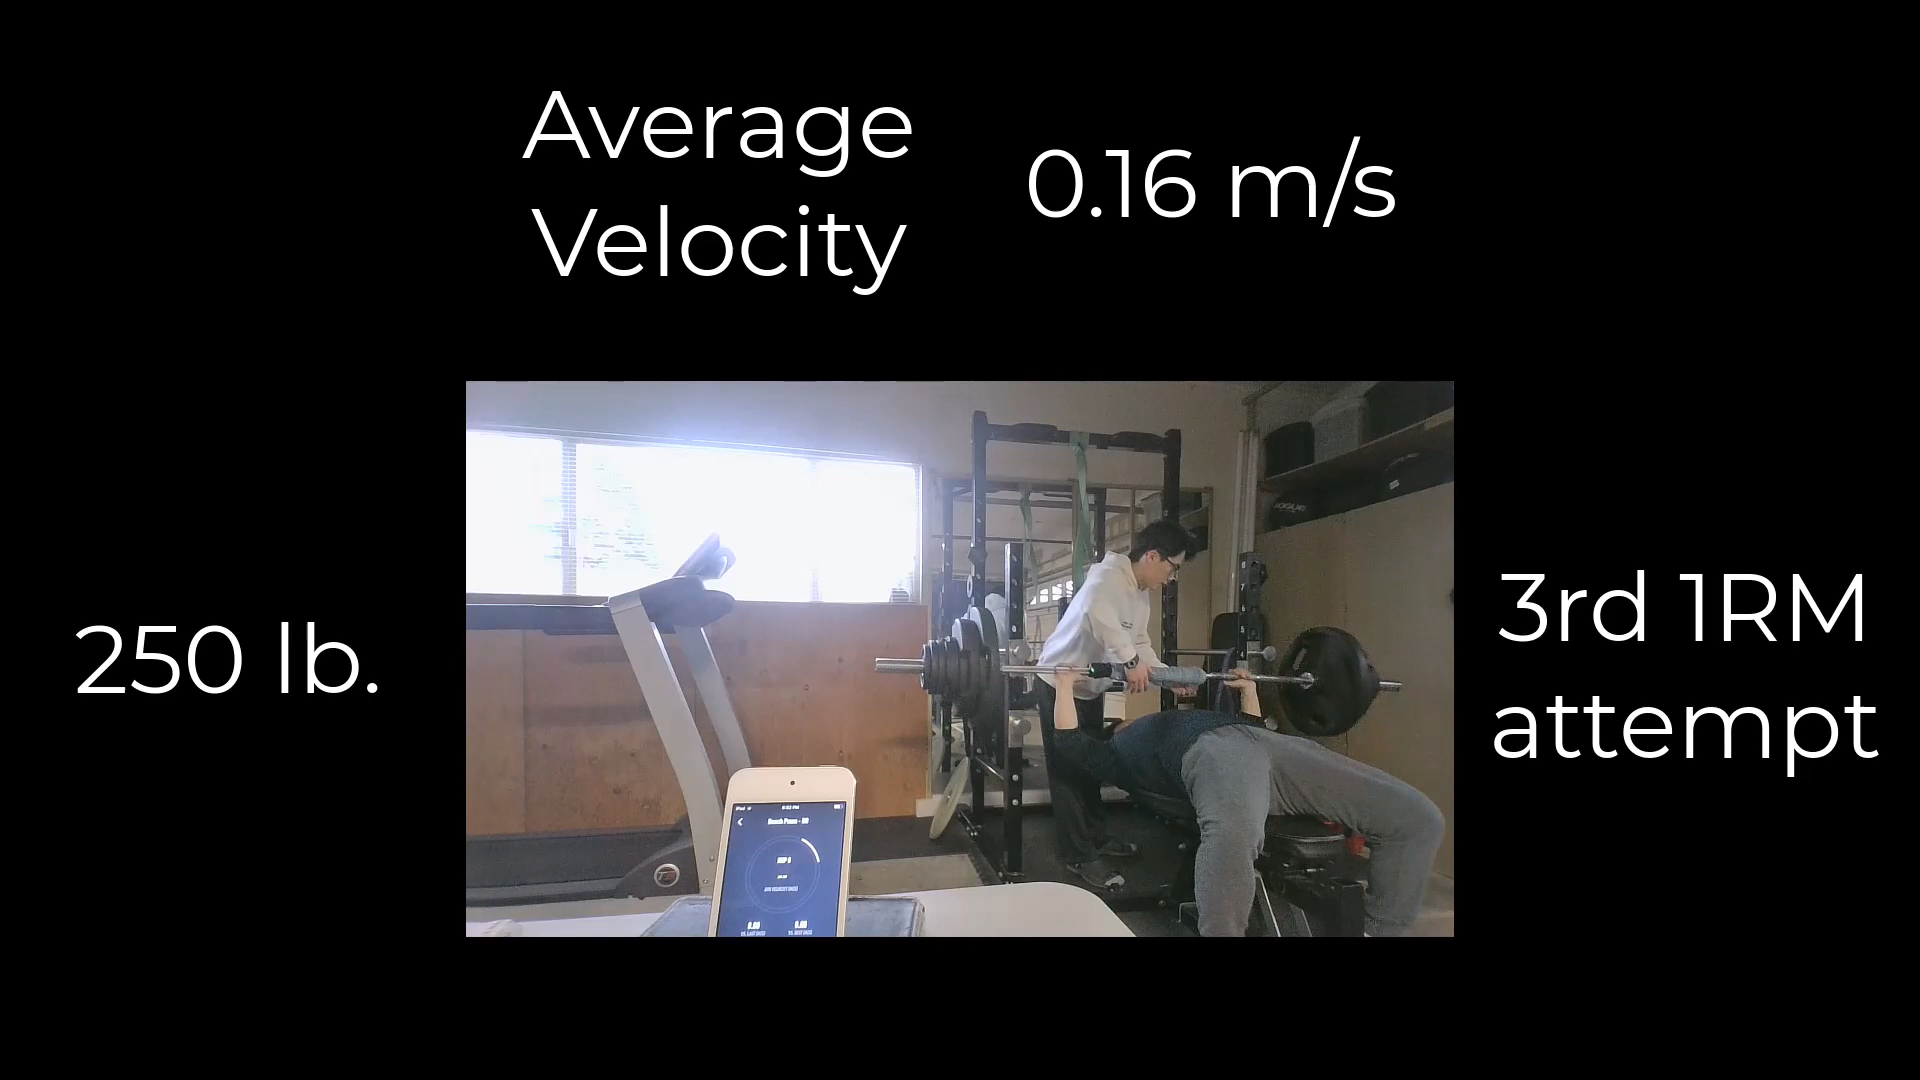 Average
Velocity
0.16 m/s
250 lb.
3rd 1RM
attempt